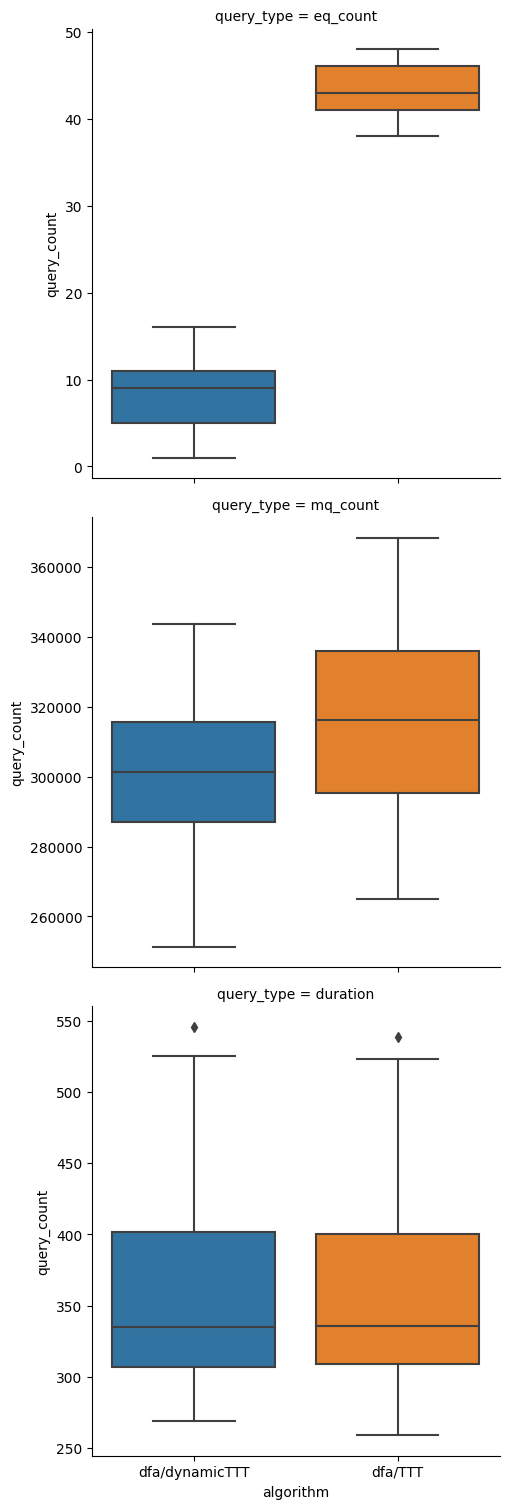 query_type = eq_count
50
40
30
20
10
0
query_count
query_type = mq_count
360000
340000
320000
300000
280000
260000
query_count
query_type = duration
550
500
450
400
350
300
250
query_count
dfa/dynamicTTT
dfa/TTT
algorithm